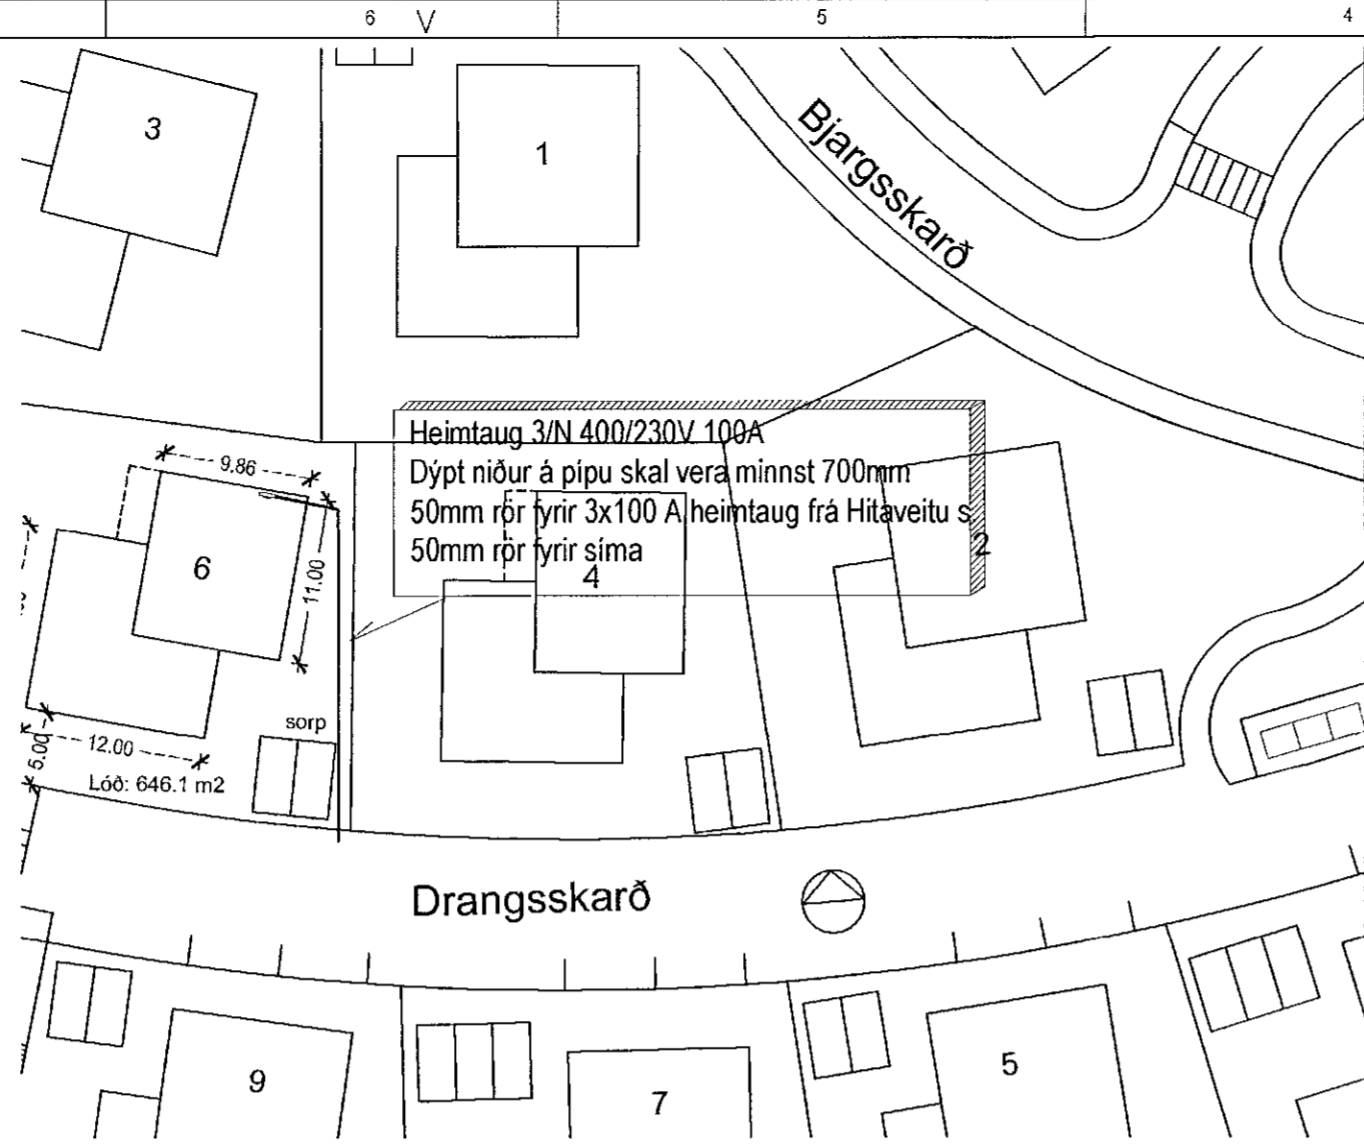 6 V 5 4
3
1
Bjargsskarð
Heimtaug 3/N 400/230V 100A
Dýpt niður á pípu skal vera minnst 700mm
50mm rör fyrir 3x100 A heimtaug frá Hitaveitu s.
50mm rör fyrir síma
9.86
11.00
6
4
2
sorp
12.00
5.00
Lóð: 646.1 m2
Drangsskarð
9
7
5